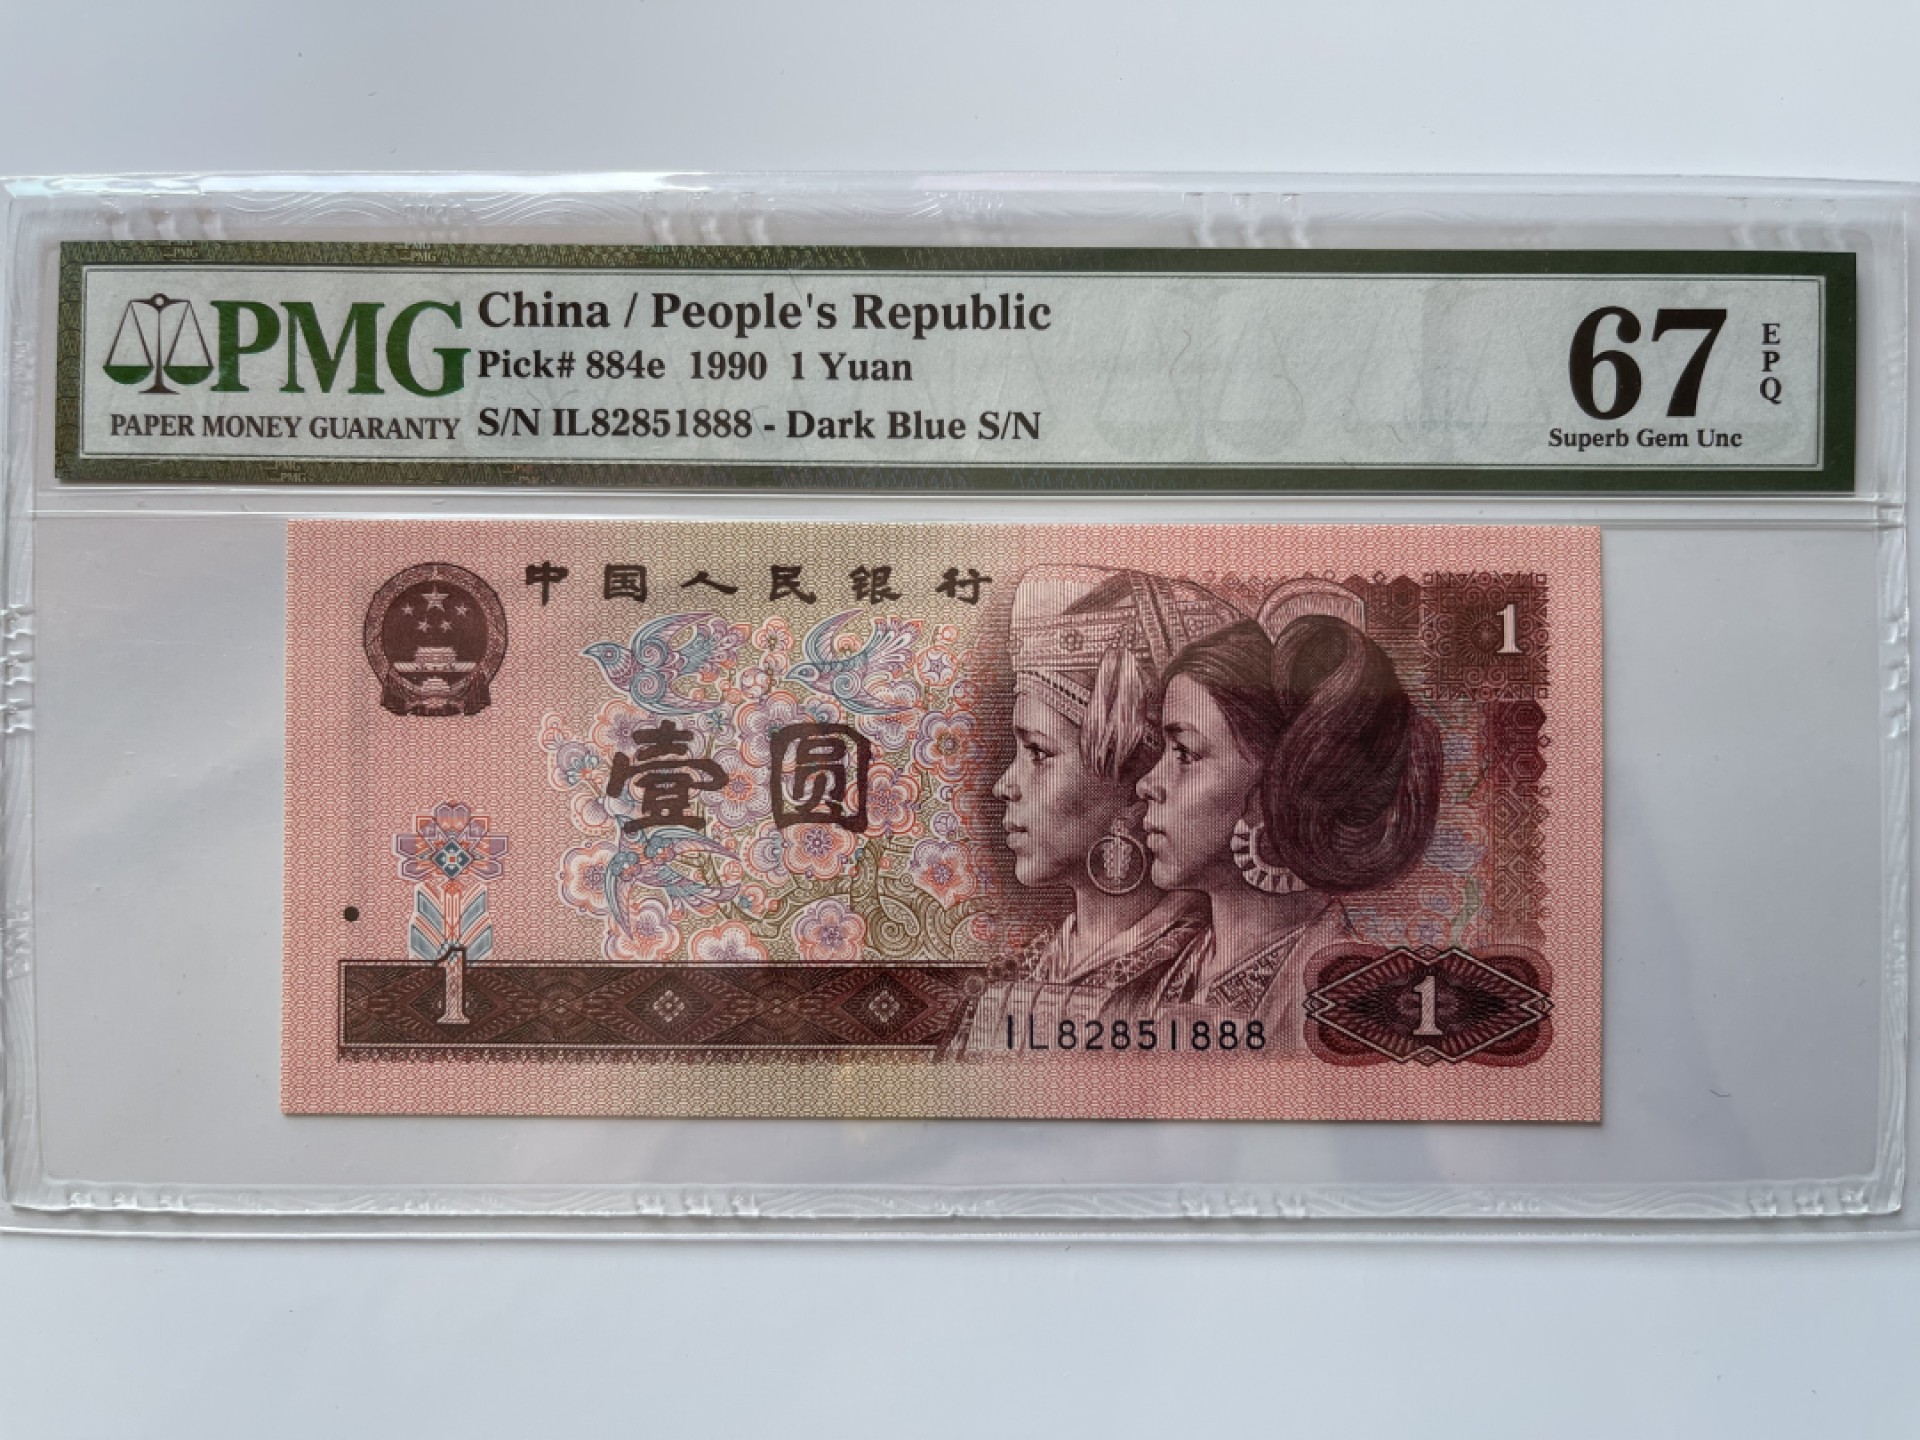 PMG
PAPER MONEY GUARANTY
China / People's Republic
Pick# 884e 1990 1 Yuan
S/N IL82851888 - Dark Blue S/N
67
EPQ
Superb Gem Unc
中国人民银行
1
壹圆
1
1
IL82851888